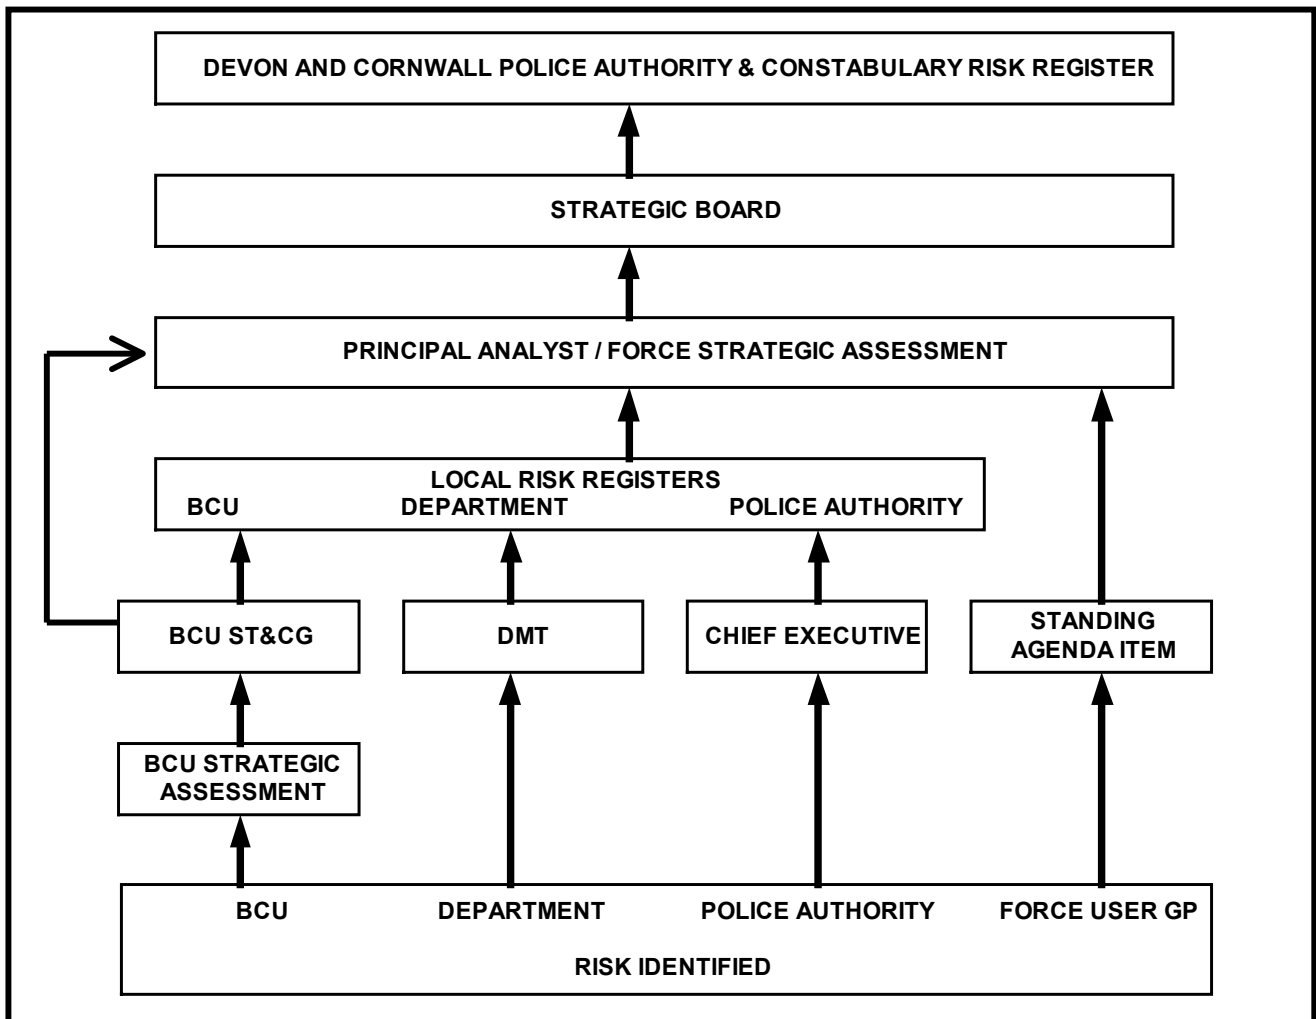 DEVON AND CORNWALL POLICE AUTHORITY & CONSTABULARY RISK REGISTER
STRATEGIC BOARD
PRINCIPAL ANALYST / FORCE STRATEGIC ASSESSMENT
LOCAL RISK REGISTERS
BCU DEPARTMENT POLICE AUTHORITY
BCU ST&CG
DMT
CHIEF EXECUTIVE
STANDING
AGENDA ITEM
BCU STRATEGIC
ASSESSMENT
BCU DEPARTMENT POLICE AUTHORITY FORCE USER GP
RISK IDENTIFIED